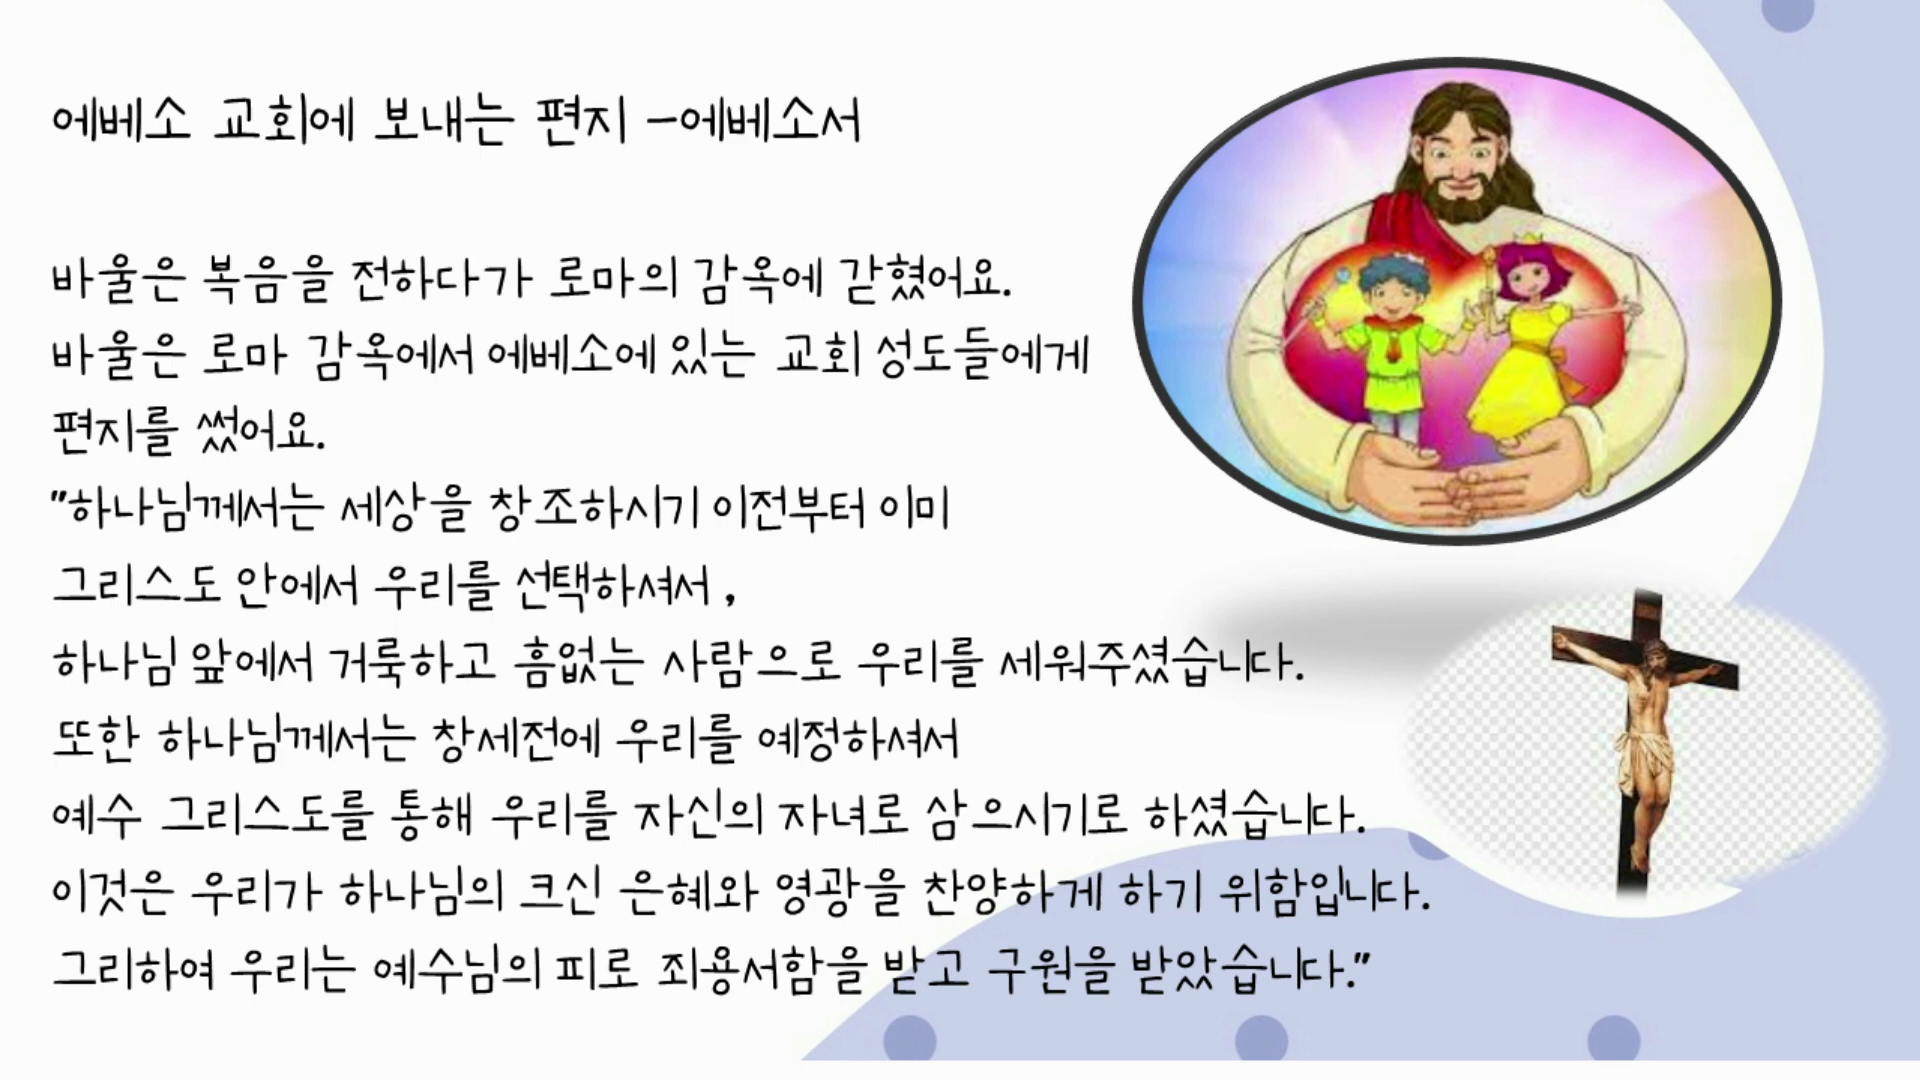 에베소 교회에 보내는 편지 -에베소서
바울은 복음을 전하다가 로마의 감옥에 갇혔어요.
바울은 로마 감옥에서 에베소에 있는 교회 성도들에게
편지를 썼어요.
"하나님께서는 세상을 창조하시기 이전부터 이미
그리스도 안에서 우리를 선택하셔서 ,
하나님 앞에서 거룩하고 흠없는 사람으로 우리를 세워주셨습니다.
또한 하나님께서는 창세전에 우리를 예정하셔서
예수 그리스도를 통해 우리를 자신의 자녀로 삼으시기로 하셨습니다.
이것은 우리가 하나님의 크신 은혜와 영광을 찬양하게 하기 위함입니다.
그리하여 우리는 예수님의 피로 죄용서함을 받고 구원을 받았습니다."